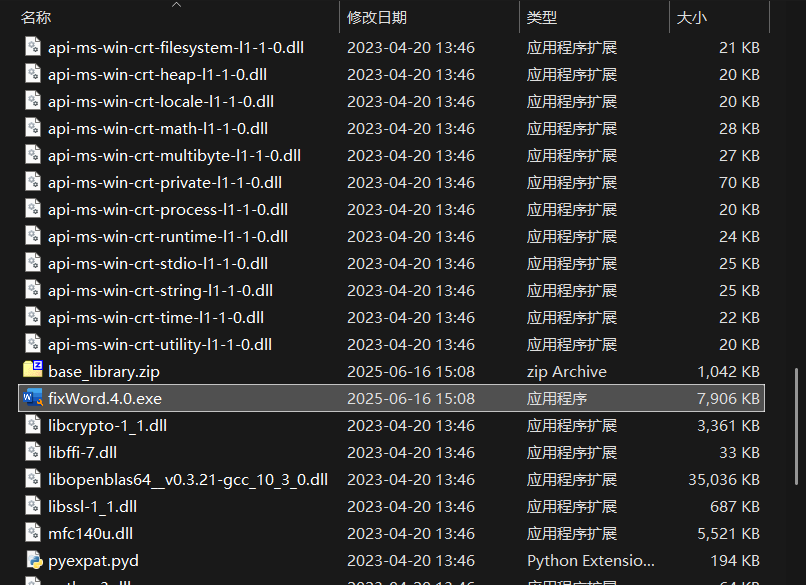 名称 修改日期 类型 大小
api-ms-win-crt-filesystem-l1-1-0.dll 2023-04-20 13:46 应用程序扩展 21 KB
api-ms-win-crt-heap-l1-1-0.dll 2023-04-20 13:46 应用程序扩展 20 KB
api-ms-win-crt-locale-l1-1-0.dll 2023-04-20 13:46 应用程序扩展 20 KB
api-ms-win-crt-math-l1-1-0.dll 2023-04-20 13:46 应用程序扩展 28 KB
api-ms-win-crt-multibyte-l1-1-0.dll 2023-04-20 13:46 应用程序扩展 27 KB
api-ms-win-crt-private-l1-1-0.dll 2023-04-20 13:46 应用程序扩展 70 KB
api-ms-win-crt-process-l1-1-0.dll 2023-04-20 13:46 应用程序扩展 20 KB
api-ms-win-crt-runtime-l1-1-0.dll 2023-04-20 13:46 应用程序扩展 24 KB
api-ms-win-crt-stdio-l1-1-0.dll 2023-04-20 13:46 应用程序扩展 25 KB
api-ms-win-crt-string-l1-1-0.dll 2023-04-20 13:46 应用程序扩展 25 KB
api-ms-win-crt-time-l1-1-0.dll 2023-04-20 13:46 应用程序扩展 22 KB
api-ms-win-crt-utility-l1-1-0.dll 2023-04-20 13:46 应用程序扩展 20 KB
base_library.zip 2025-06-16 15:08 zip Archive 1,042 KB
fixWord.4.0.exe 2025-06-16 15:08 应用程序 7,906 KB
libcrypto-1_1.dll 2023-04-20 13:46 应用程序扩展 3,361 KB
libffi-7.dll 2023-04-20 13:46 应用程序扩展 33 KB
libopenblas64__v0.3.21-gcc_10_3_0.dll 2023-04-20 13:46 应用程序扩展 35,036 KB
libssl-1_1.dll 2023-04-20 13:46 应用程序扩展 687 KB
mfc140u.dll 2023-04-20 13:46 应用程序扩展 5,521 KB
pyexpat.pyd 2023-04-20 13:46 Python Extensio... 194 KB